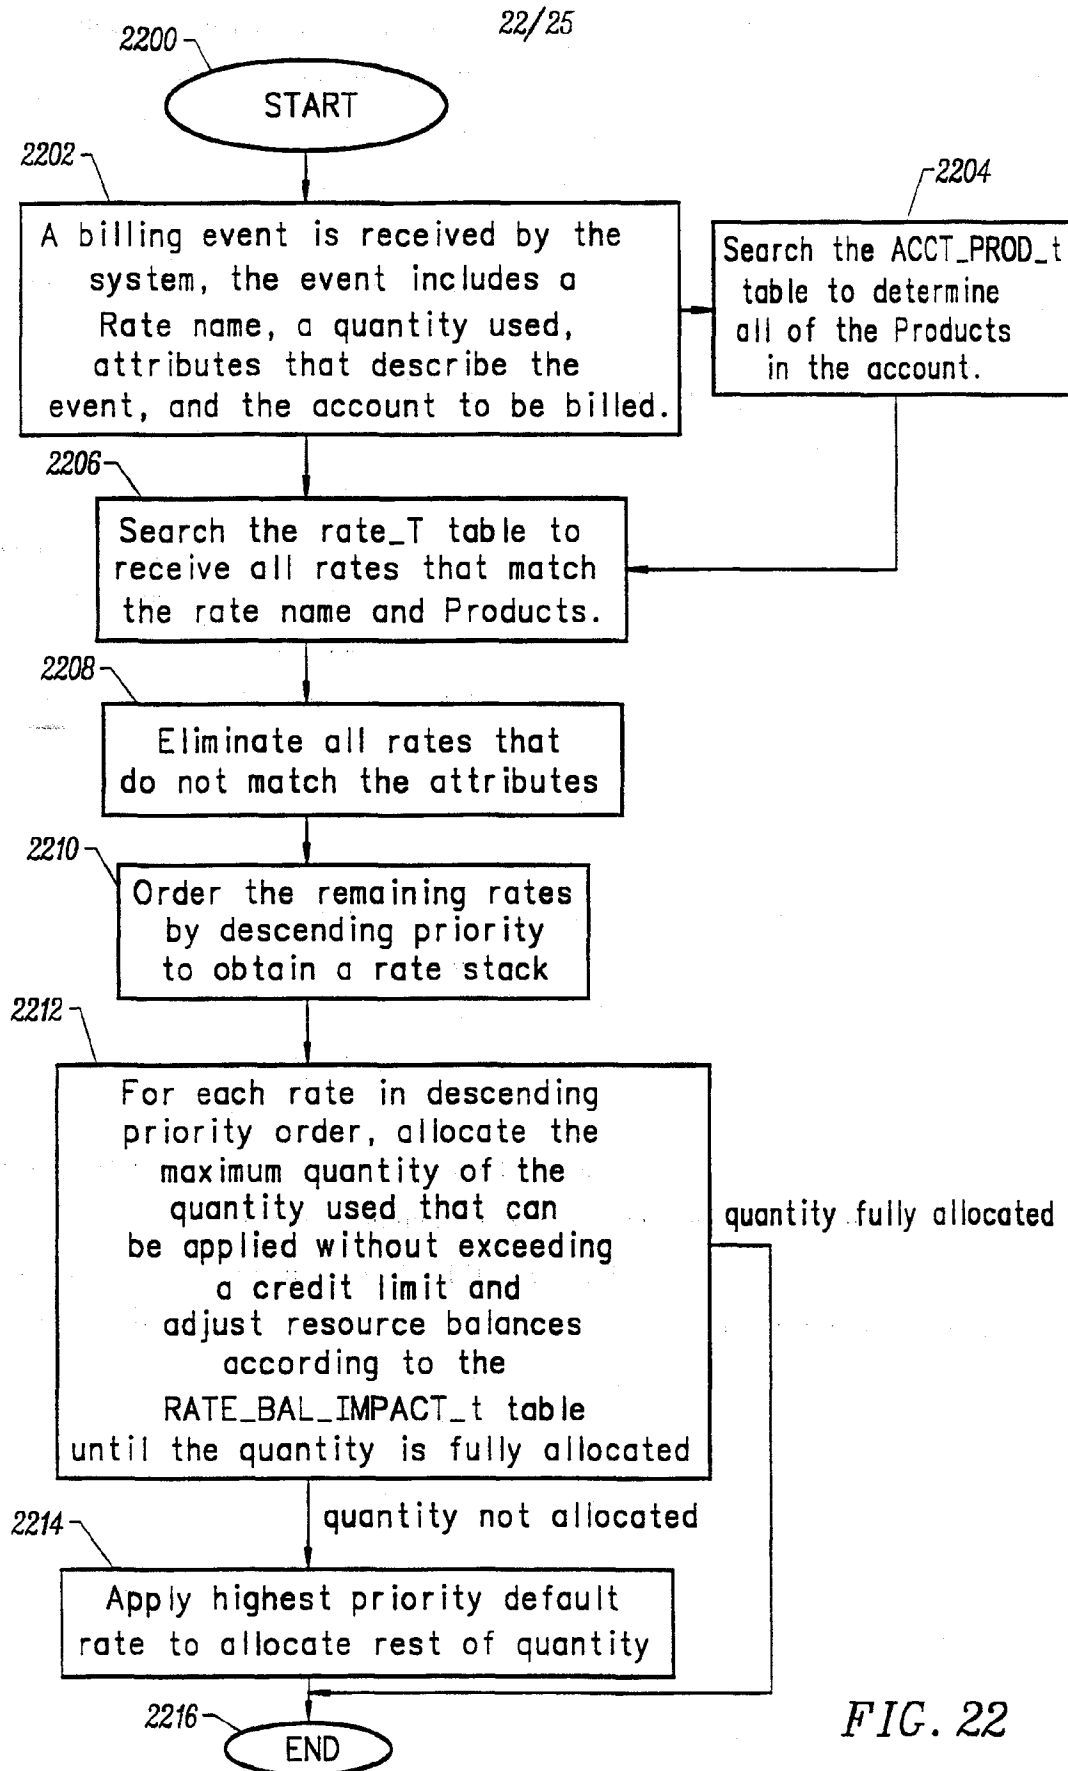 22/25
2200
START
2202
A billing event is received by the
system, the event includes a
Rate name, a quantity used,
attributes that describe the
event, and the account to be billed.
2204
Search the ACCT_PROD_t
table to determine
all of the Products
in the account.
2206
Search the rate_T table to
receive all rates that match
the rate name and Products.
2208
Eliminate all rates that
do not match the attributes
2210
Order the remaining rates
by descending priority
to obtain a rate stack
2212
For each rate in descending
priority order, allocate the
maximum quantity of the
quantity used that can
be applied without exceeding
a credit limit and
adjust resource balances
according to the
RATE_BAL_IMPACT_t table
until the quantity is fully allocated
quantity fully allocated
quantity not allocated
2214
Apply highest priority default
rate to allocate rest of quantity
2216
END
FIG. 22